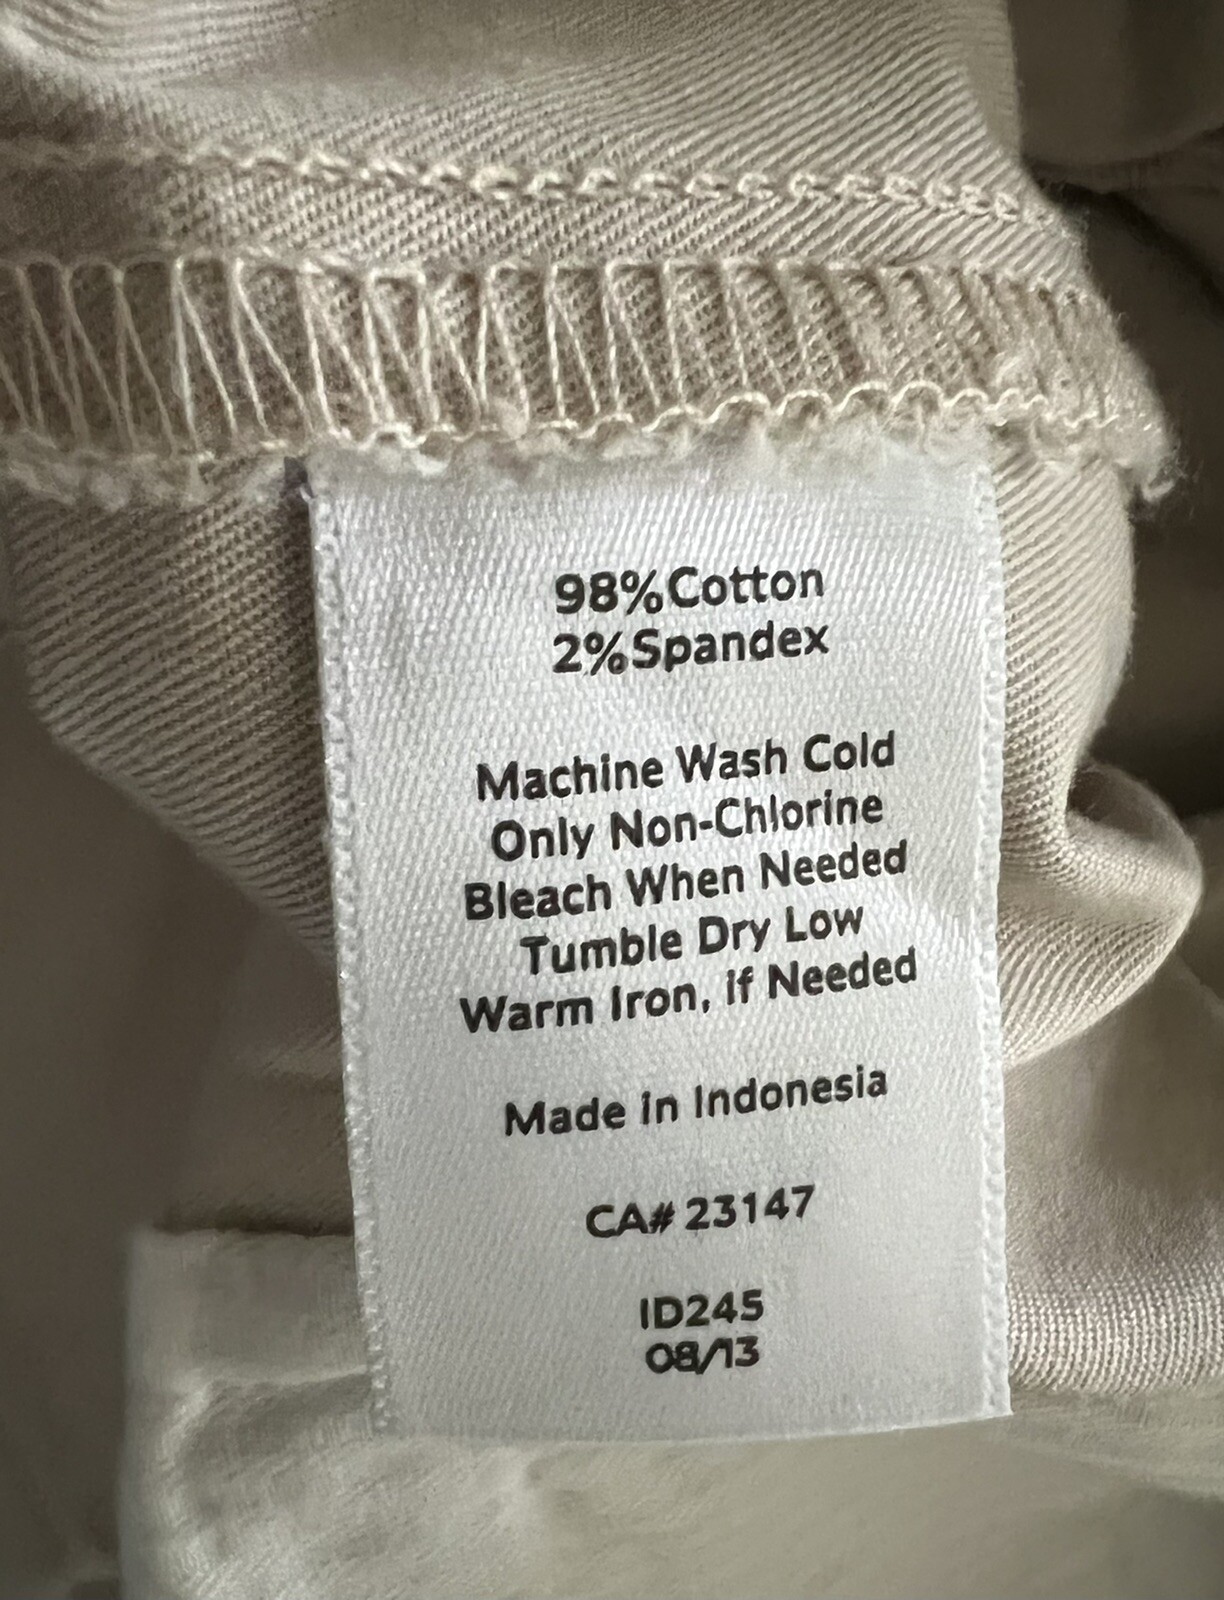 98%Cotton
2%Spandex
Machine Wash Cold
Only Non-Chlorine
Bleach When Needed
Tumble Dry Low
Warm Iron, if Needed
Made in Indonesia
CA# 23147
ID245
08/13